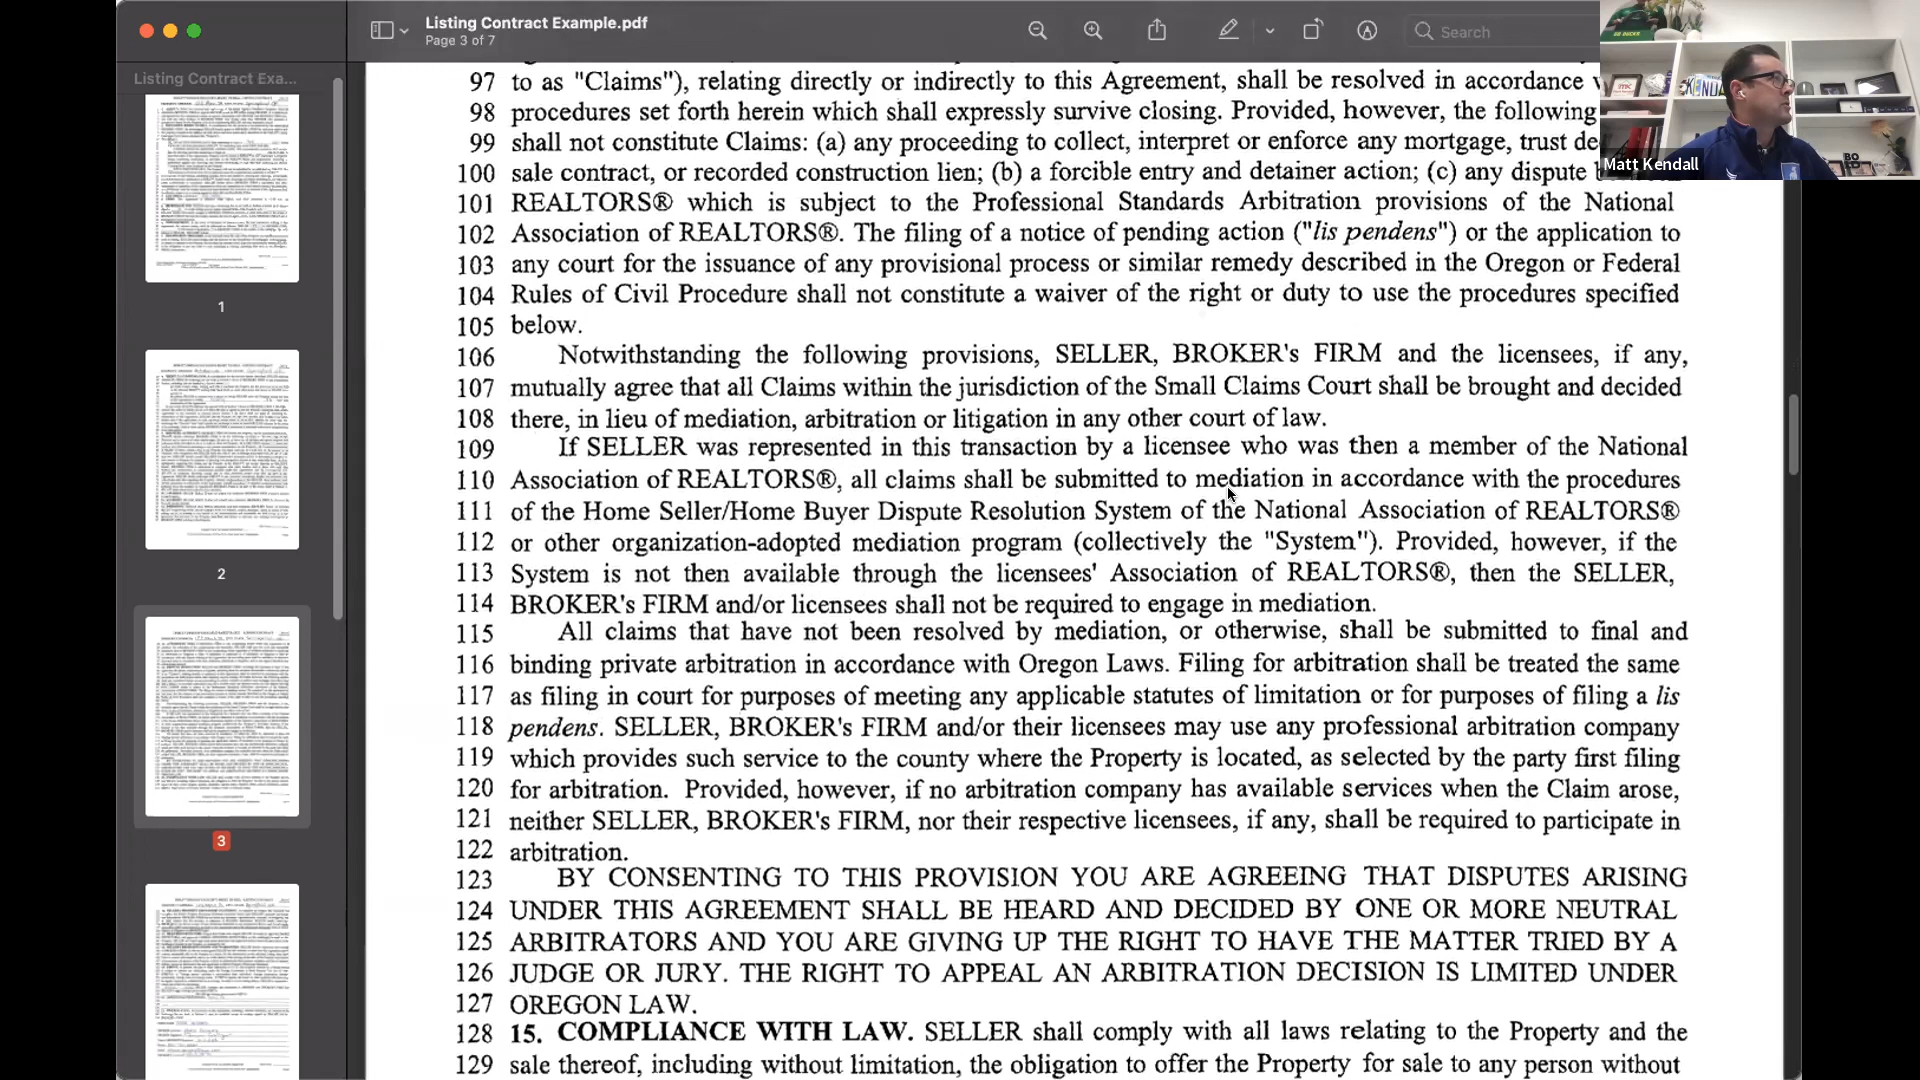 Listing Contract Example.pdf
Page 3 of 7
Search
GO DUCKS
Matt Kendall
Listing Contract Exa...
1
2
3
97 to as "Claims"), relating directly or indirectly to this Agreement, shall be resolved in accordance
98 procedures set forth herein which shall expressly survive closing. Provided, however, the following
99 shall not constitute Claims: (a) any proceeding to collect, interpret or enforce any mortgage, trust de
100 sale contract, or recorded construction lien; (b) a forcible entry and detainer action; (c) any dispute
101 REALTORS® which is subject to the Professional Standards Arbitration provisions of the National
102 Association of REALTORS®. The filing of a notice of pending action ("lis pendens") or the application to
103 any court for the issuance of any provisional process or similar remedy described in the Oregon or Federal
104 Rules of Civil Procedure shall not constitute a waiver of the right or duty to use the procedures specified
105 below.
106 Notwithstanding the following provisions, SELLER, BROKER's FIRM and the licensees, if any,
107 mutually agree that all Claims within the jurisdiction of the Small Claims Court shall be brought and decided
108 there, in lieu of mediation, arbitration or litigation in any other court of law.
109 If SELLER was represented in this transaction by a licensee who was then a member of the National
110 Association of REALTORS®, all claims shall be submitted to mediation in accordance with the procedures
111 of the Home Seller/Home Buyer Dispute Resolution System of the National Association of REALTORS®
112 or other organization-adopted mediation program (collectively the "System"). Provided, however, if the
113 System is not then available through the licensees' Association of REALTORS®, then the SELLER,
114 BROKER's FIRM and/or licensees shall not be required to engage in mediation.
115 All claims that have not been resolved by mediation, or otherwise, shall be submitted to final and
116 binding private arbitration in accordance with Oregon Laws. Filing for arbitration shall be treated the same
117 as filing in court for purposes of meeting any applicable statutes of limitation or for purposes of filing a lis
118 pendens. SELLER, BROKER's FIRM and/or their licensees may use any professional arbitration company
119 which provides such service to the county where the Property is located, as selected by the party first filing
120 for arbitration. Provided, however, if no arbitration company has available services when the Claim arose,
121 neither SELLER, BROKER's FIRM, nor their respective licensees, if any, shall be required to participate in
122 arbitration.
123 BY CONSENTING TO THIS PROVISION YOU ARE AGREEING THAT DISPUTES ARISING
124 UNDER THIS AGREEMENT SHALL BE HEARD AND DECIDED BY ONE OR MORE NEUTRAL
125 ARBITRATORS AND YOU ARE GIVING UP THE RIGHT TO HAVE THE MATTER TRIED BY A
126 JUDGE OR JURY. THE RIGHT TO APPEAL AN ARBITRATION DECISION IS LIMITED UNDER
127 OREGON LAW.
128 15. COMPLIANCE WITH LAW. SELLER shall comply with all laws relating to the Property and the
129 sale thereof, including without limitation, the obligation to offer the Property for sale to any person without